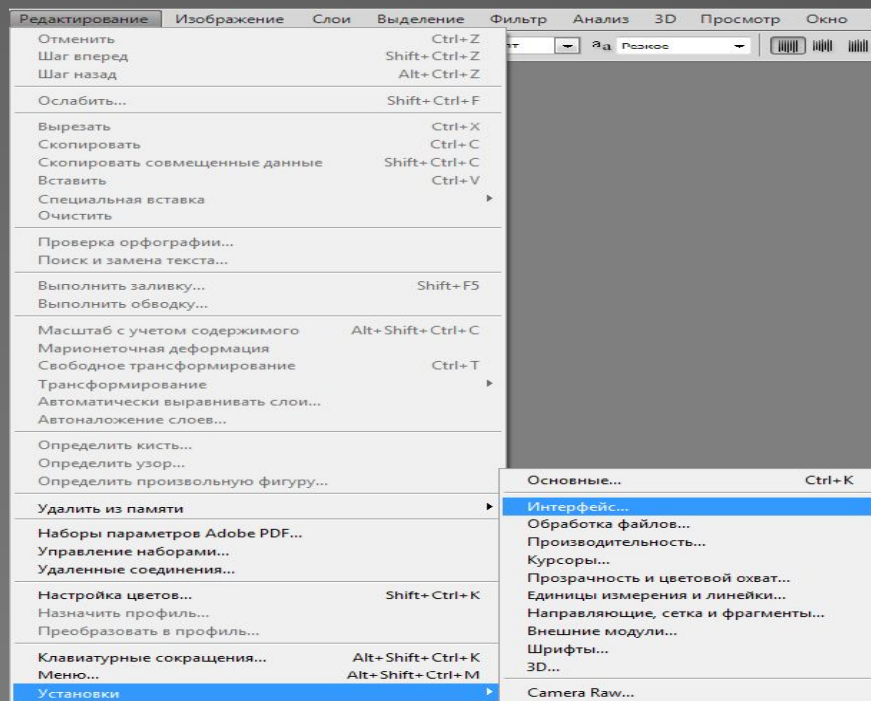 Редактирование Изображение Слои Выделение Фильтр Анализ 3D Просмотр Окно
Отменить Ctrl+Z
aa Резкое
Шаг вперед Shift+Ctrl+Z
Шаг назад Alt+Ctrl+Z
Ослабить... Shift+Ctrl+F
Вырезать Ctrl+X
Скопировать Ctrl+C
Скопировать совмещенные данные Shift+Ctrl+C
Вставить Ctrl+V
Специальная вставка
Очистить
Проверка орфографии...
Поиск и замена текста...
Выполнить заливку... Shift+F5
Выполнить обводку...
Масштаб с учетом содержимого Alt+Shift+Ctrl+C
Марионеточная деформация
Свободное трансформирование Ctrl+T
Трансформирование
Автоматически выравнивать слои...
Автоналожение слоев...
Определить кисть...
Определить узор...
Определить произвольную фигуру...
Удалить из памяти
Наборы параметров Adobe PDF...
Управление наборами...
Удаленные соединения...
Настройка цветов... Shift+Ctrl+K
Назначить профиль...
Преобразовать в профиль...
Клавиатурные сокращения... Alt+Shift+Ctrl+K
Меню... Alt+Shift+Ctrl+M
Установки
Основные... Ctrl+K
Интерфейс...
Обработка файлов...
Производительность...
Курсоры...
Прозрачность и цветовой охват...
Единицы измерения и линейки...
Направляющие, сетка и фрагменты...
Внешние модули...
Шрифты...
3D...
Camera Raw...